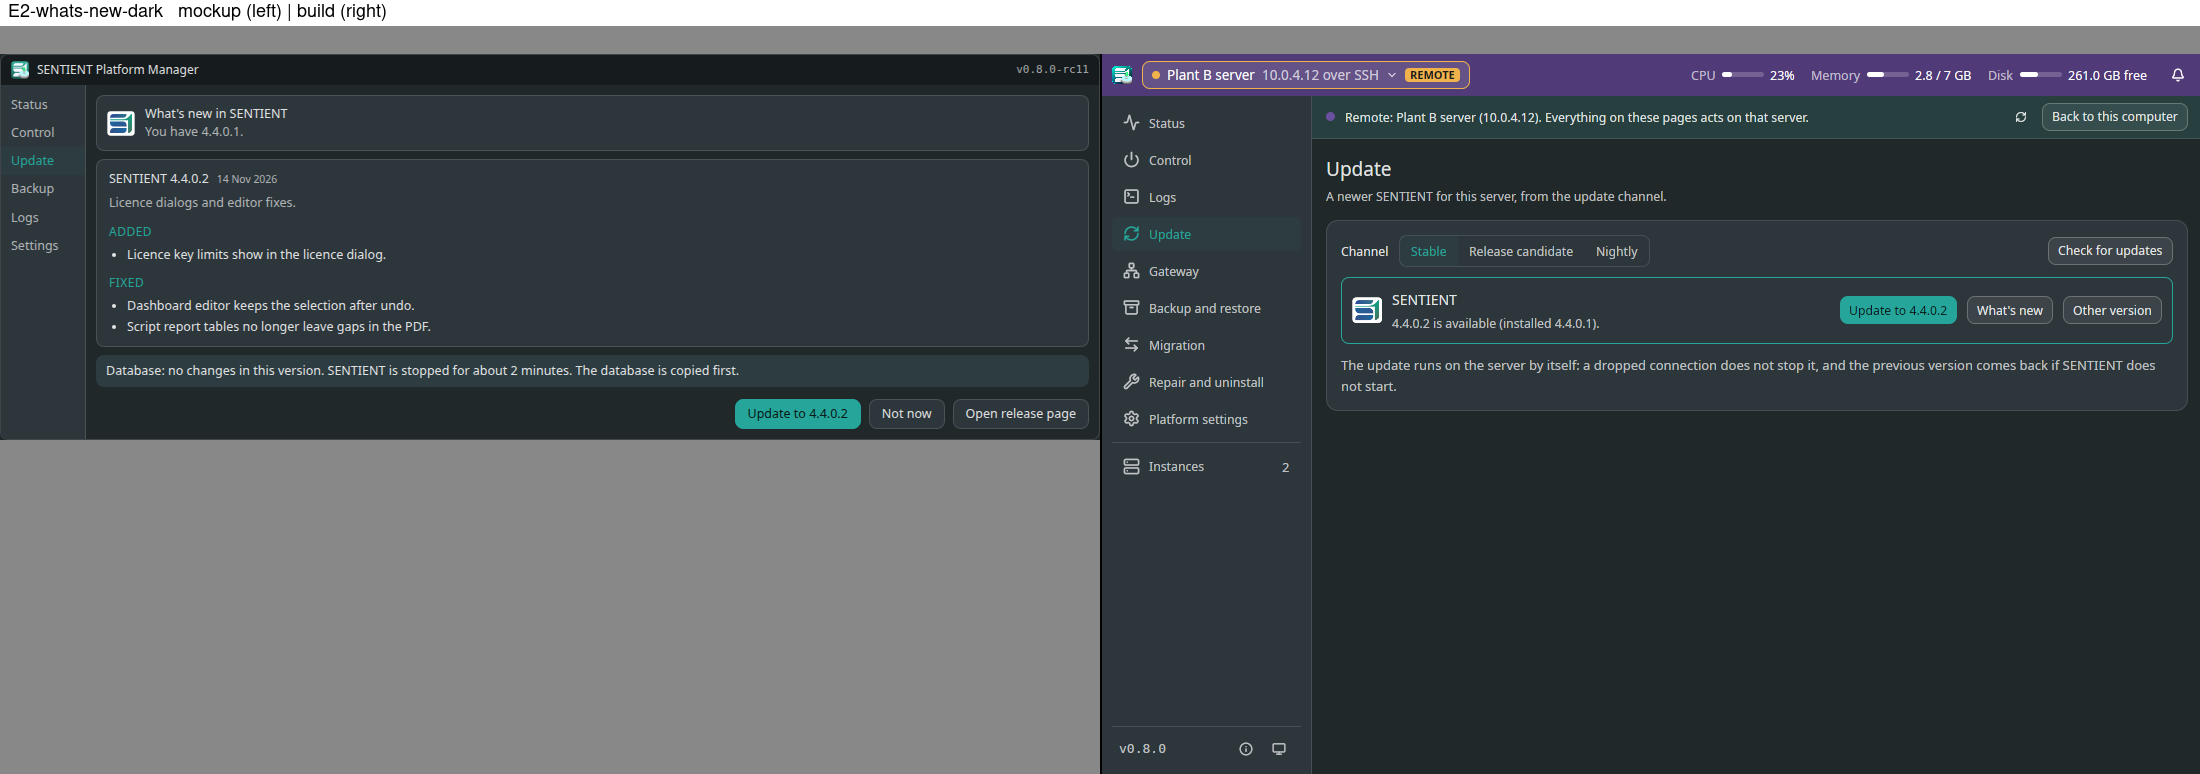 E2-whats-new-dark mockup (left) | build (right)
SENTIENT Platform Manager
v0.8.0-rc11
Status
Control
Update
Backup
Logs
Settings
What's new in SENTIENT
You have 4.4.0.1.
SENTIENT 4.4.0.2 14 Nov 2026
Licence dialogs and editor fixes.
ADDED
• Licence key limits show in the licence dialog.
FIXED
• Dashboard editor keeps the selection after undo.
• Script report tables no longer leave gaps in the PDF.
Database: no changes in this version. SENTIENT is stopped for about 2 minutes. The database is copied first.
Update to 4.4.0.2 Not now Open release page
Plant B server 10.0.4.12 over SSH REMOTE
CPU 23% Memory 2.8 / 7 GB Disk 261.0 GB free
Status
Control
Logs
Update
Gateway
Backup and restore
Migration
Repair and uninstall
Platform settings
Instances 2
v0.8.0
Remote: Plant B server (10.0.4.12). Everything on these pages acts on that server.
Back to this computer
Update
A newer SENTIENT for this server, from the update channel.
Channel Stable Release candidate Nightly
Check for updates
SENTIENT
4.4.0.2 is available (installed 4.4.0.1).
Update to 4.4.0.2 What's new Other version
The update runs on the server by itself: a dropped connection does not stop it, and the previous version comes back if SENTIENT does
not start.